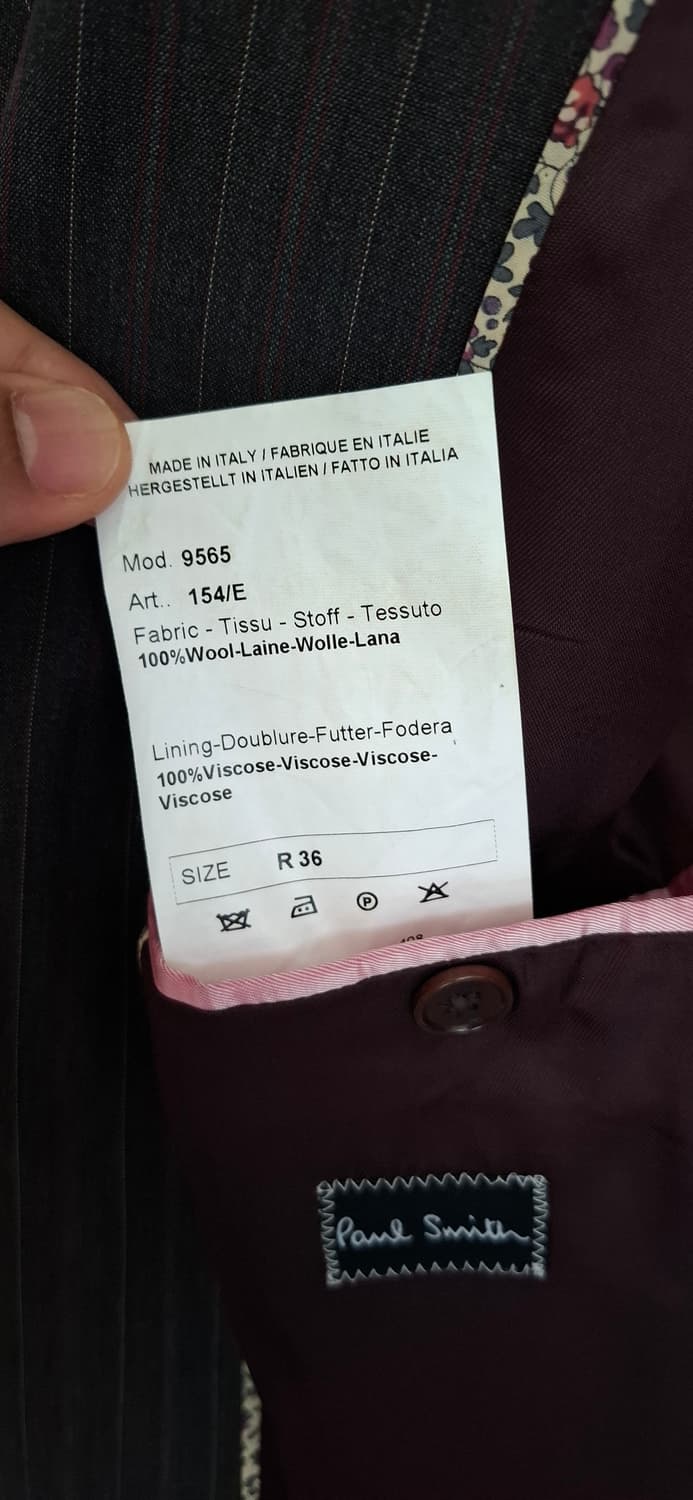 MADE IN ITALY / FABRIQUE EN ITALIE
HERGESTELLT IN ITALIEN / FATTO IN ITALIA
Mod. 9565
Art.. 154/E
Fabric - Tissu - Stoff - Tessuto
100%Wool-Laine-Wolle-Lana
Lining-Doublure-Futter-Fodera
100%Viscose-Viscose-Viscose-
Viscose
SIZE R 36
P
Paul Smith